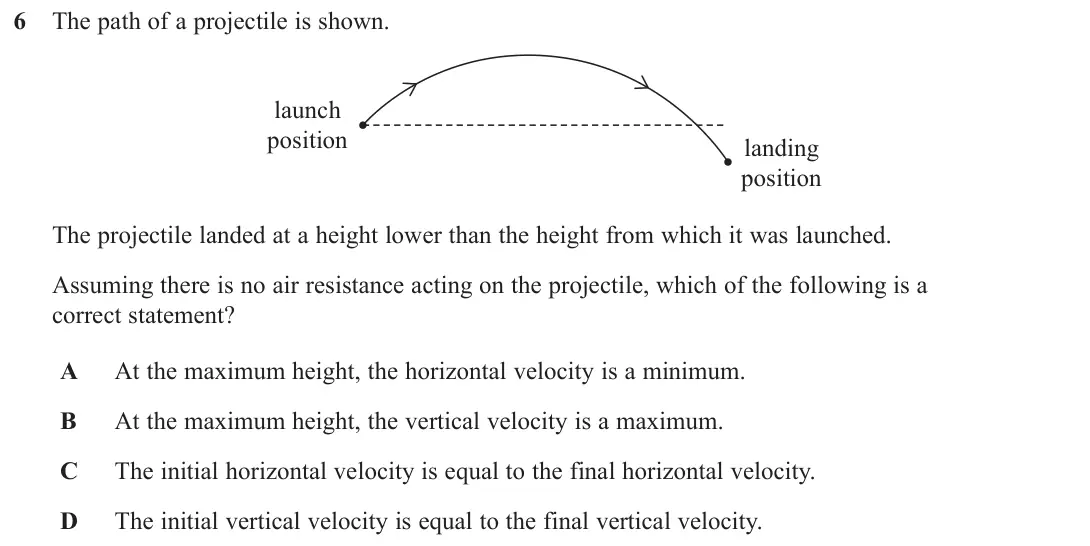 6 The path of a projectile is shown.
launch
position
landing
position
The projectile landed at a height lower than the height from which it was launched.
Assuming there is no air resistance acting on the projectile, which of the following is a
correct statement?
A At the maximum height, the horizontal velocity is a minimum.
B At the maximum height, the vertical velocity is a maximum.
C The initial horizontal velocity is equal to the final horizontal velocity.
D The initial vertical velocity is equal to the final vertical velocity.